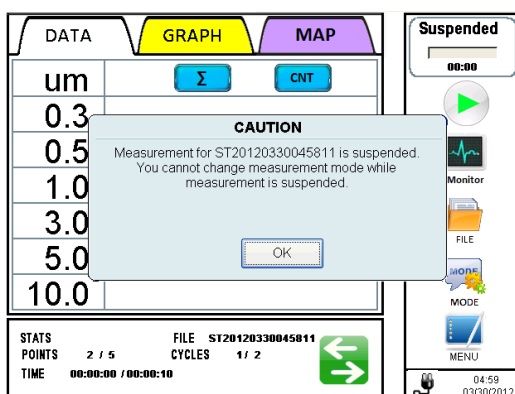 DATA
GRAPH
MAP
Suspended
00:00
um
Σ
CNT
0.3
0.5
1.0
3.0
5.0
10.0
CAUTION
Measurement for ST20120330045811 is suspended.
You cannot change measurement mode while
measurement is suspended.
OK
Monitor
FILE
MODE
MODE
MENU
STATS
FILE ST20120330045811
POINTS 2 / 5
CYCLES 1/ 2
TIME 00:00:00 / 00:00:10
04:59
03/30/2012